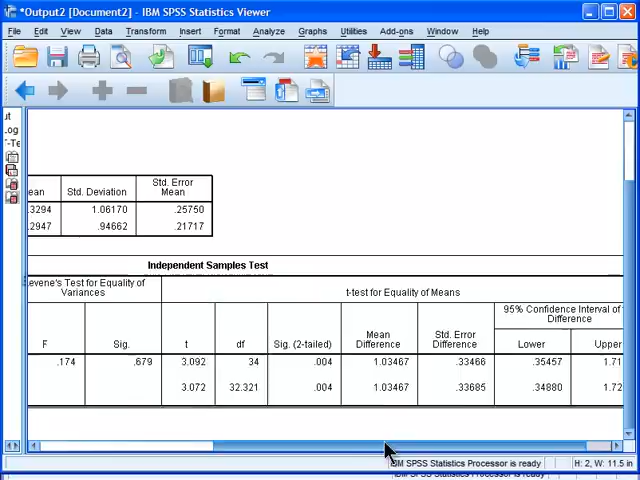 *Output2 [Document2] - IBM SPSS Statistics Viewer
File Edit View Data Transform Insert Format Analyze Graphs Utilities Add-ons Window Help
ut
Log
T-Te
ean Std. Deviation Std. Error Mean
.3294 1.06170 .25750
.2947 .94662 .21717
Independent Samples Test
evene's Test for Equality of Variances t-test for Equality of Means
95% Confidence Interval of Difference
F Sig. t df Sig. (2-tailed) Mean Difference Std. Error Difference Lower Upper
.174 .679 3.092 34 .004 1.03467 .33466 .35457 1.71
3.072 32.321 .004 1.03467 .33685 .34880 1.72
IBM SPSS Statistics Processor is ready H: 2, W: 11.5 in